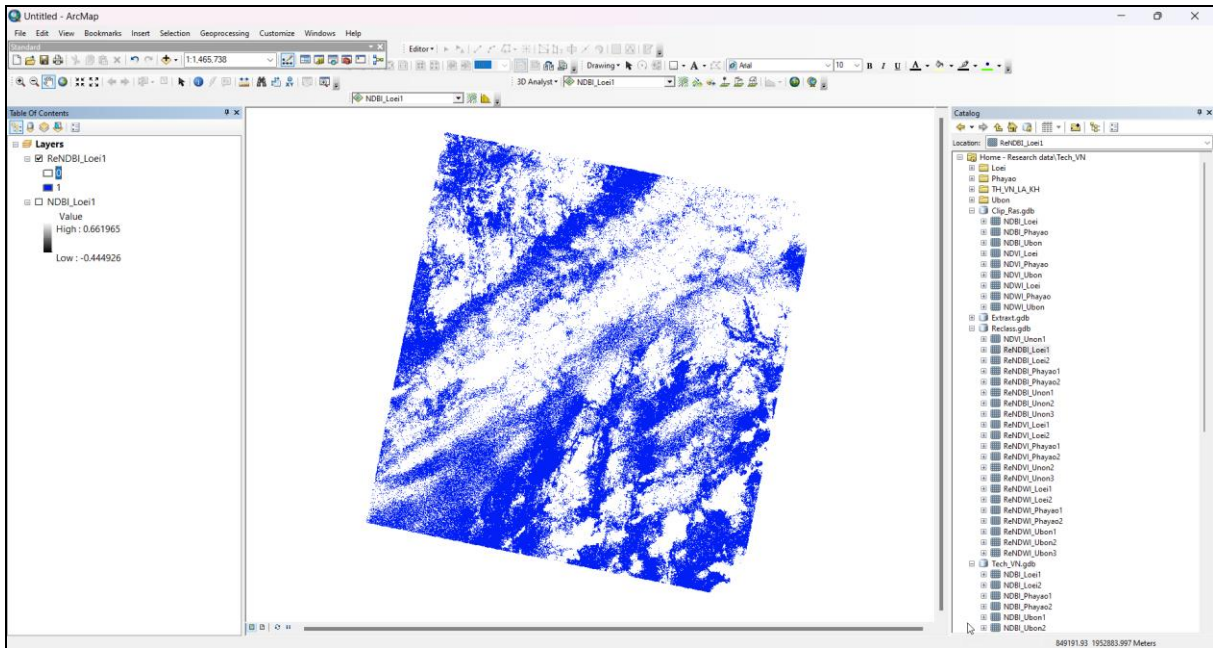 Untitled - ArcMap
File Edit View Bookmarks Insert Selection Geoprocessing Customize Windows Help
Standard
Editor
1:1,465,738
Drawing
Arial
10
B I U A
3D Analyst
NDBI_Loei1
NDBI_Loei1
Table Of Contents
Layers
ReNDBI_Loei1
0
1
NDBI_Loei1
Value
High : 0.661965
Low : -0.444926
Catalog
Location: ReNDBI_Loei1
Home - Research data\Tech_VN
Loei
Phayao
TH_VN_LA_KH
Ubon
Clip_Ras.gdb
NDBI_Loei
NDBI_Phayao
NDBI_Ubon
NDVI_Loei
NDVI_Phayao
NDVI_Ubon
NDWI_Loei
NDWI_Phayao
NDWI_Ubon
Extraxt.gdb
Reclass.gdb
NDVI_Unon1
ReNDBI_Loei1
ReNDBI_Loei2
ReNDBI_Phayao1
ReNDBI_Phayao2
ReNDBI_Unon1
ReNDBI_Unon2
ReNDBI_Unon3
ReNDVI_Loei1
ReNDVI_Loei2
ReNDVI_Phayao1
ReNDVI_Phayao2
ReNDVI_Unon2
ReNDVI_Unon3
ReNDWI_Loei1
ReNDWI_Loei2
ReNDWI_Phayao1
ReNDWI_Phayao2
ReNDWI_Ubon1
ReNDWI_Ubon2
ReNDWI_Ubon3
Tech_VN.gdb
NDBI_Loei1
NDBI_Loei2
NDBI_Phayao1
NDBI_Phayao2
NDBI_Ubon1
NDBI_Ubon2
849191.93 1952883.997 Meters